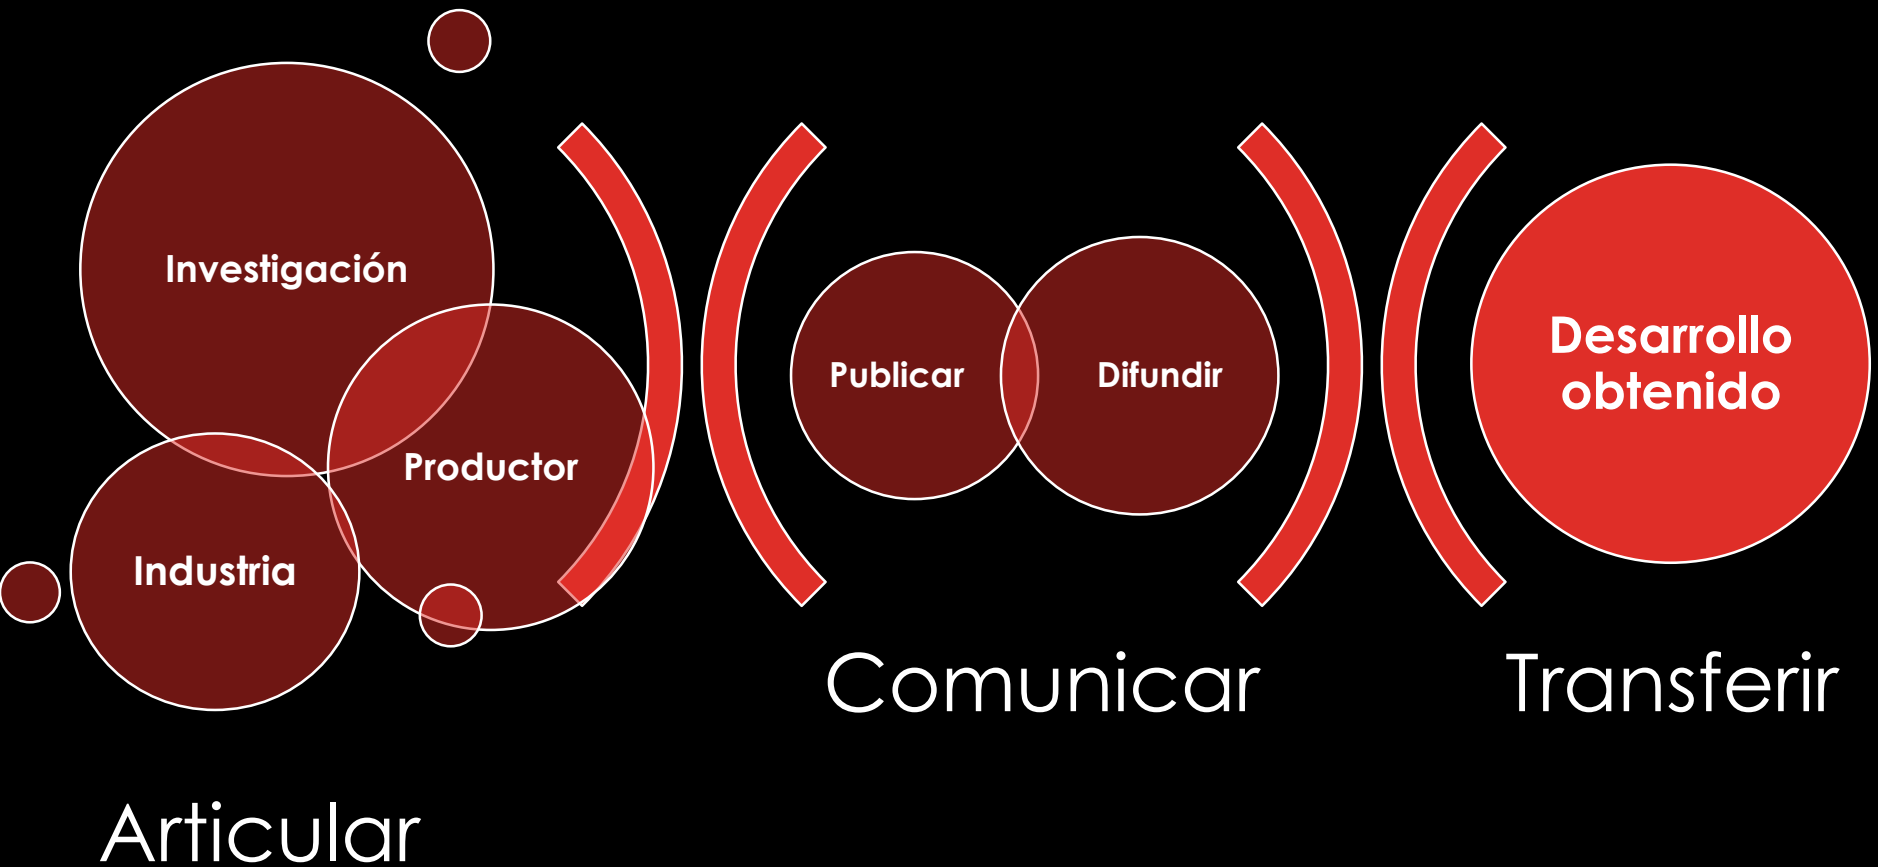 Investigación
Productor
Industria
Articular
Publicar
Difundir
Comunicar
Desarrollo
obtenido
Transferir